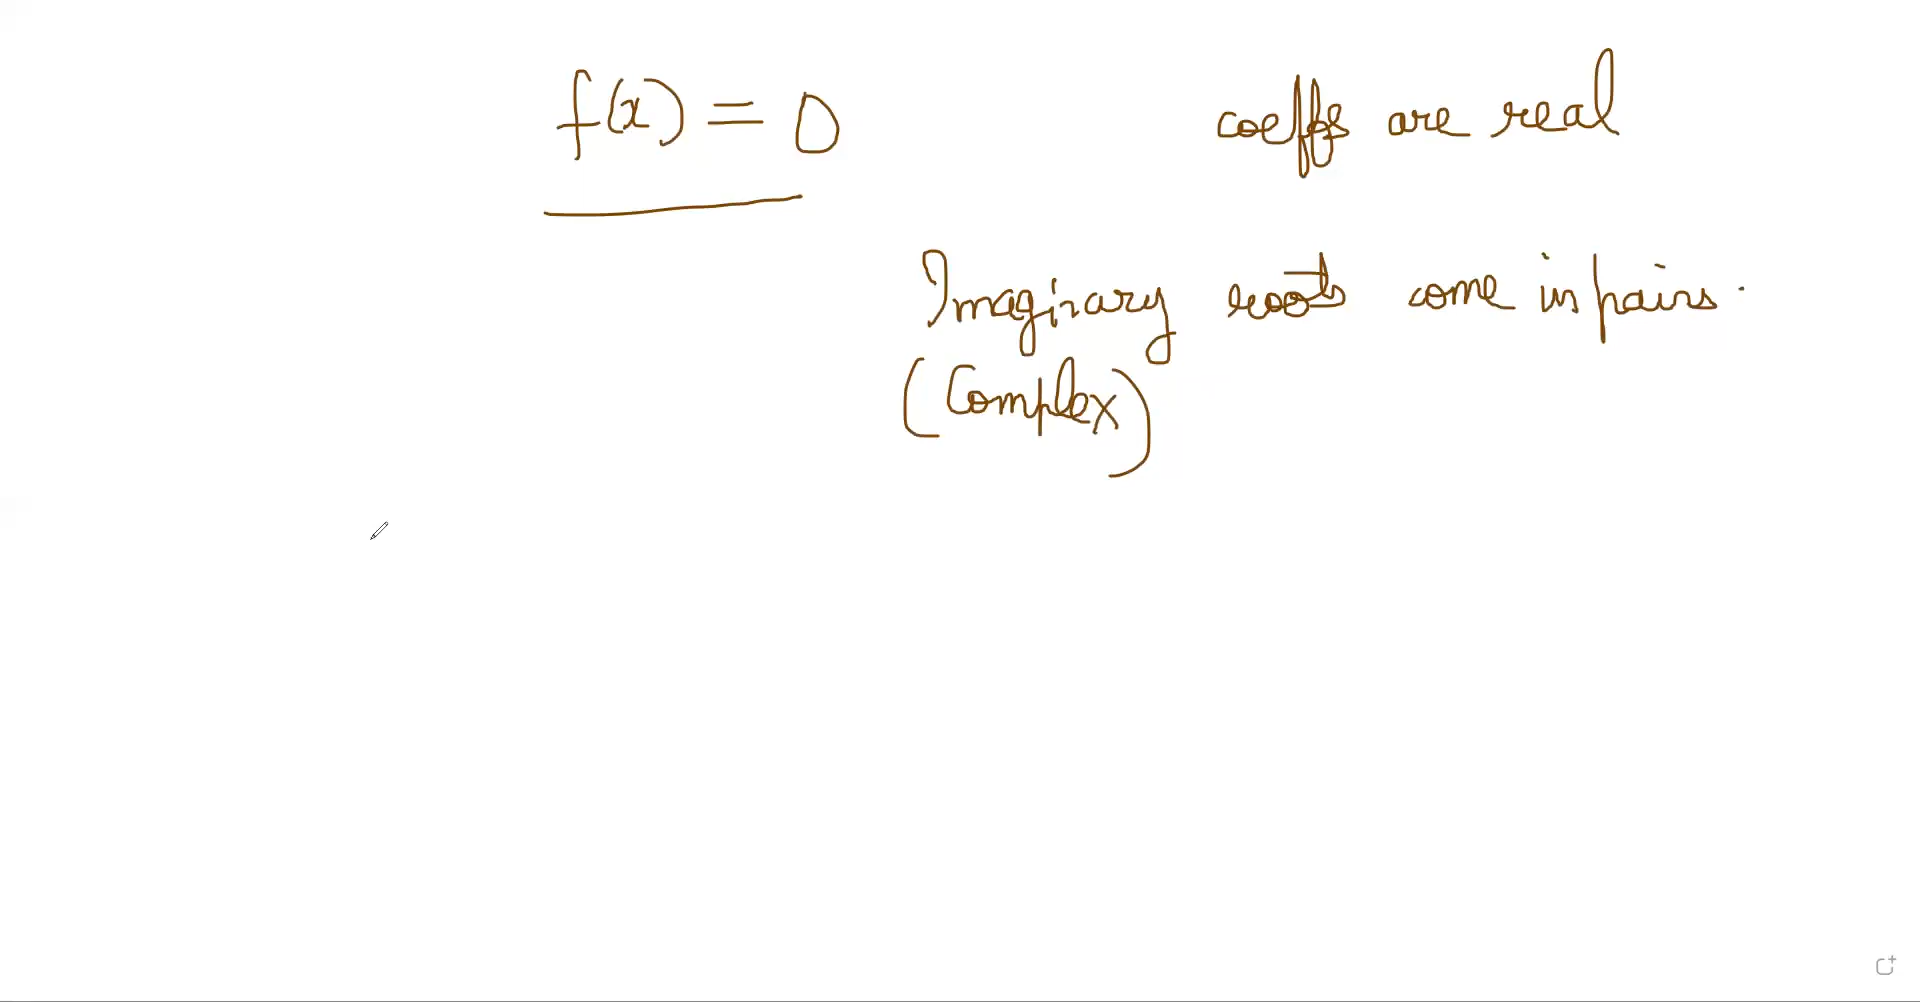 f(x) = 0 coeffs are real
Imaginary roots come in pairs.
(Complex)